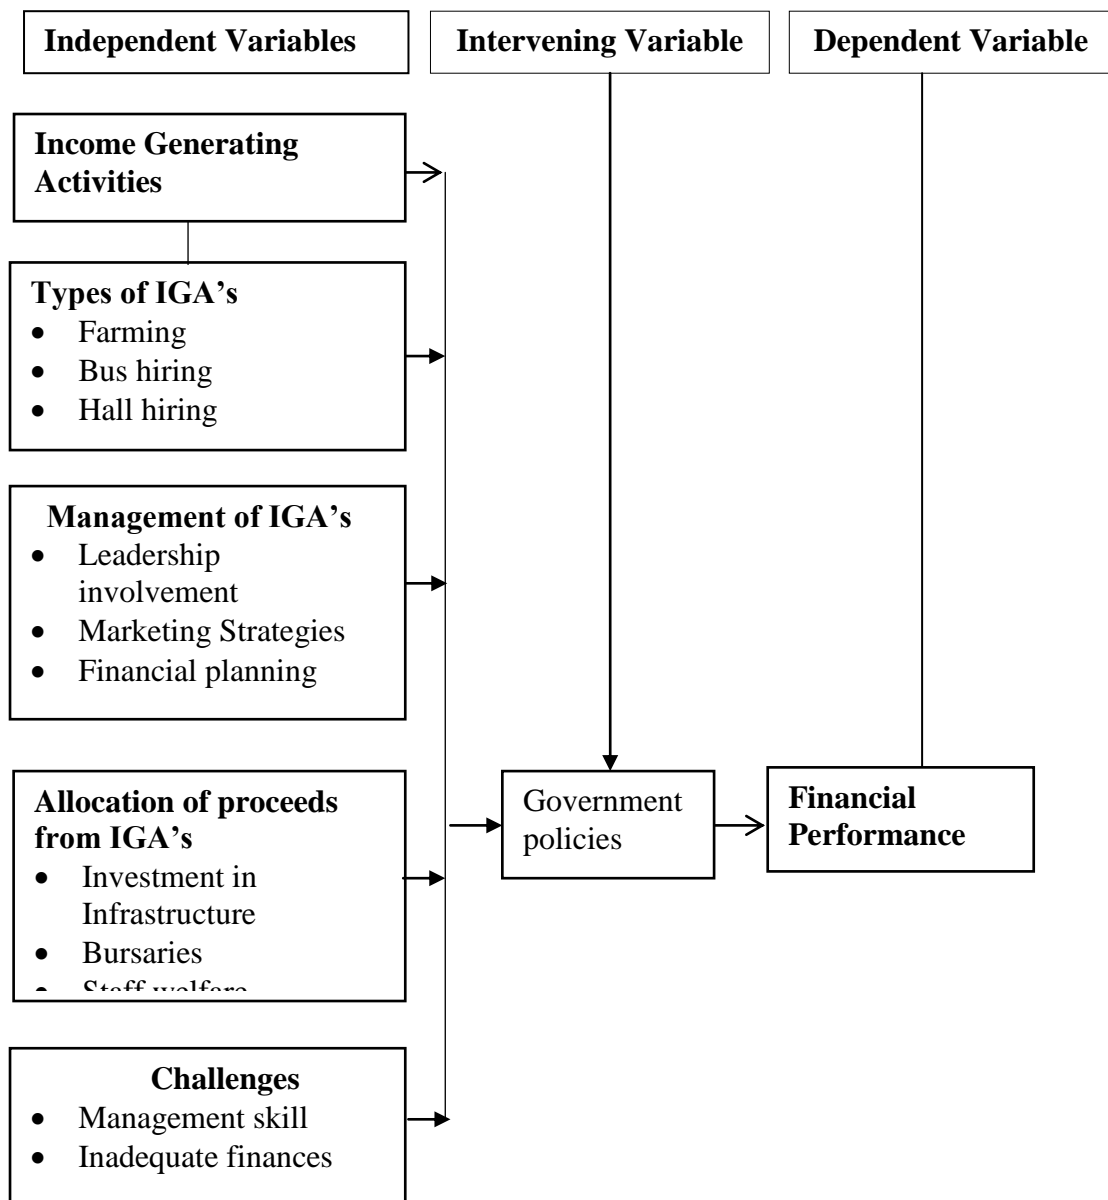 Independent Variables
Intervening Variable
Dependent Variable
Income Generating
Activities
Types of IGA’s
• Farming
• Bus hiring
• Hall hiring
Management of IGA’s
• Leadership
involvement
• Marketing Strategies
• Financial planning
Allocation of proceeds
from IGA’s
• Investment in
Infrastructure
• Bursaries
• Staff welfare
Government
policies
Financial
Performance
Challenges
• Management skill
• Inadequate finances